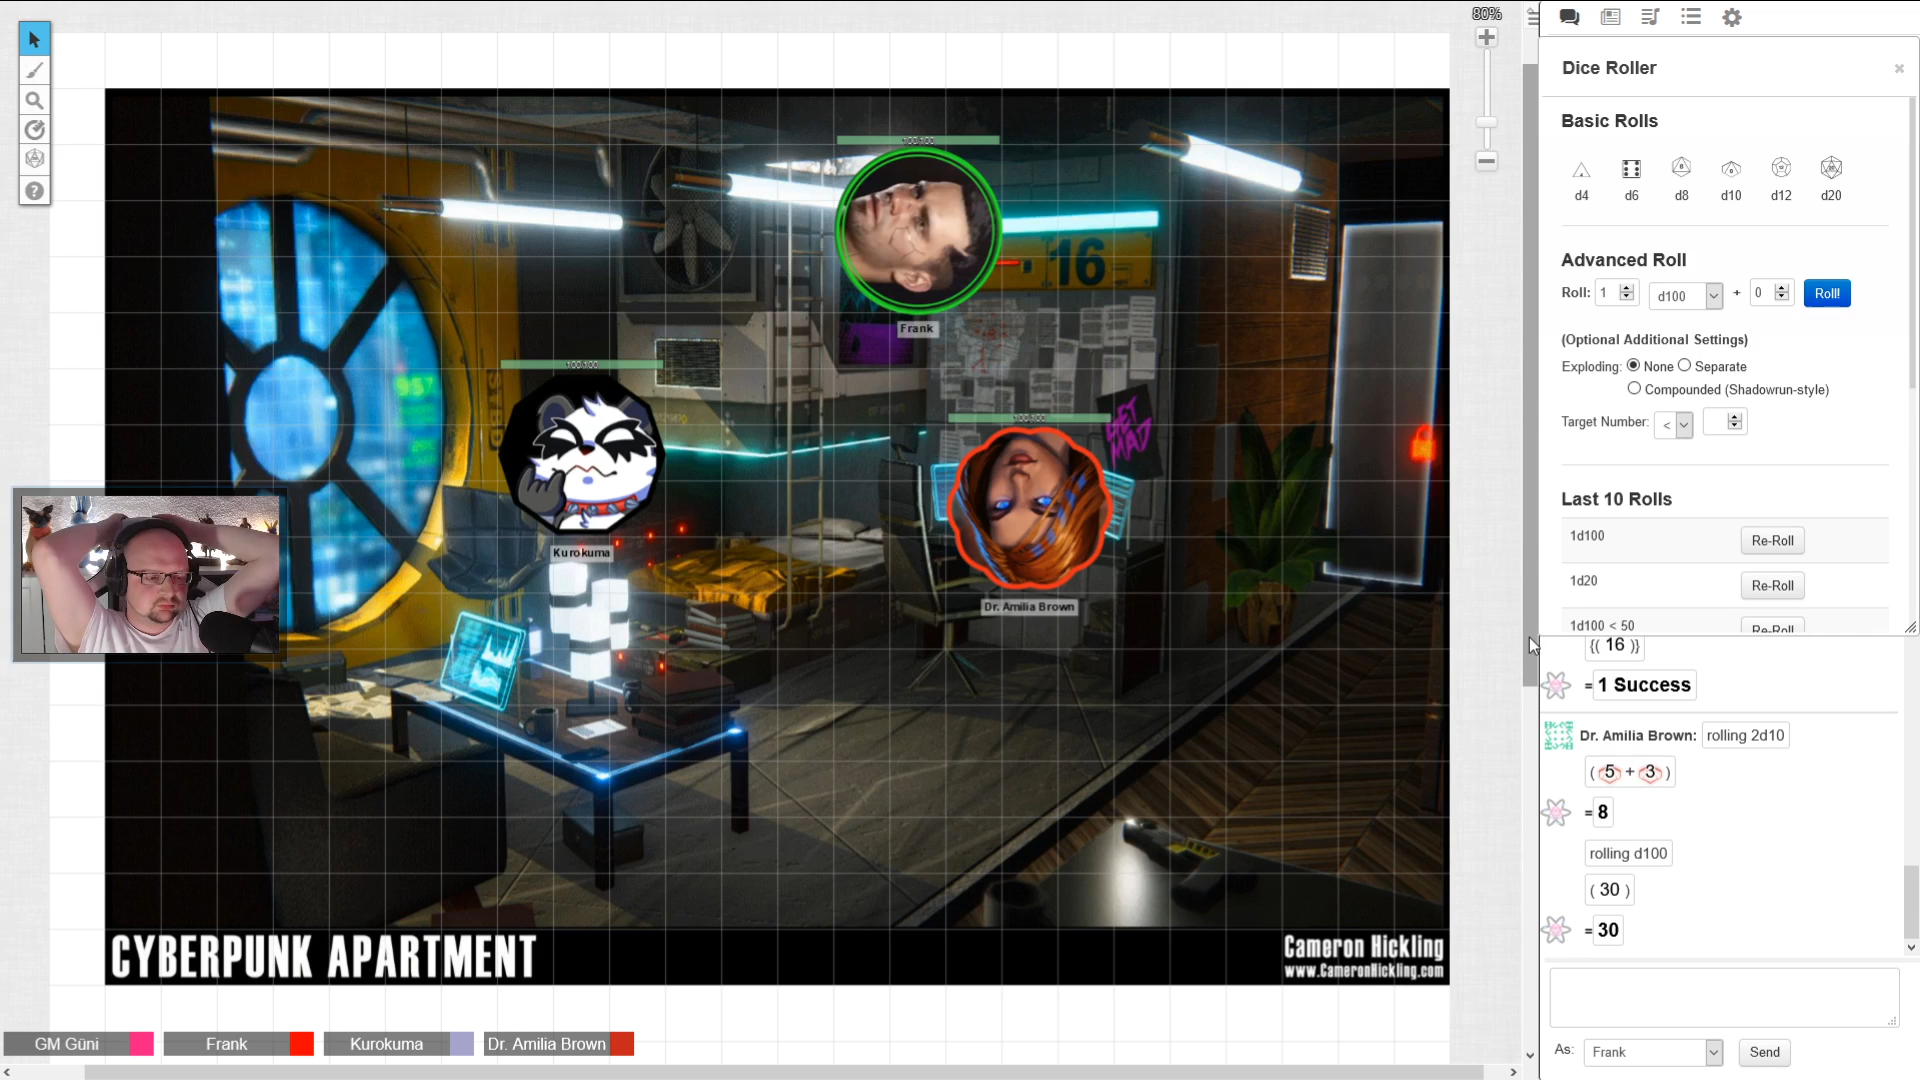 80%
Dice Roller
Basic Rolls
d4 d6 d8 d10 d12 d20
Advanced Roll
Roll: 1 d100 + 0 Roll!
(Optional Additional Settings)
Exploding: None Separate
Compounded (Shadowrun-style)
Target Number: <
Last 10 Rolls
1d100 Re-Roll
1d20 Re-Roll
1d100 < 50 Re-Roll
{( 16 )}
= 1 Success
Dr. Amilia Brown: rolling 2d10
( 5 + 3 )
= 8
rolling d100
( 30 )
= 30
As: Frank Send
16
Frank
GET
MAD
9:57
Kurokuma
Dr. Amilia Brown
CYBERPUNK APARTMENT
Cameron Hickling
www.CameronHickling.com
GM Güni Frank Kurokuma Dr. Amilia Brown